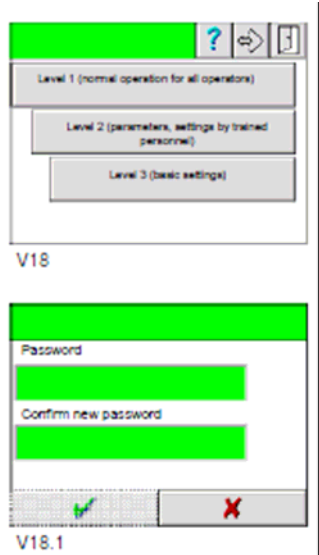 ?
Level 1 (normal operation for all operators)
Level 2 (parameters, settings by trained
personnel)
Level 3 (basic settings)
V18
Password
Confirm new password
V18.1